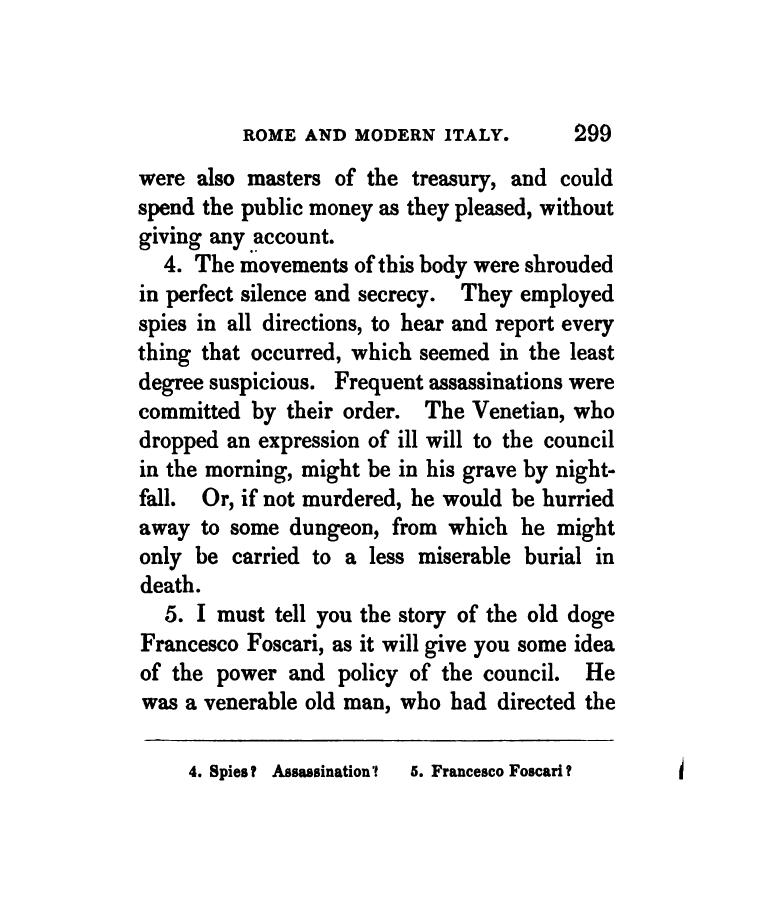 ROME AND MODERN ITALY. 299
were also masters of the treasury, and could
spend the public money as they pleased, without
giving any account.
4. The movements of this body were shrouded
in perfect silence and secrecy. They employed
spies in all directions, to hear and report every
thing that occurred, which seemed in the least
degree suspicious. Frequent assassinations were
committed by their order. The Venetian, who
dropped an expression of ill will to the council
in the morning, might be in his grave by night-
fall. Or, if not murdered, he would be hurried
away to some dungeon, from which he might
only be carried to a less miserable burial in
death.
5. I must tell you the story of the old doge
Francesco Foscari, as it will give you some idea
of the power and policy of the council. He
was a venerable old man, who had directed the
4. Spies? Assassination? 5. Francesco Foscari?